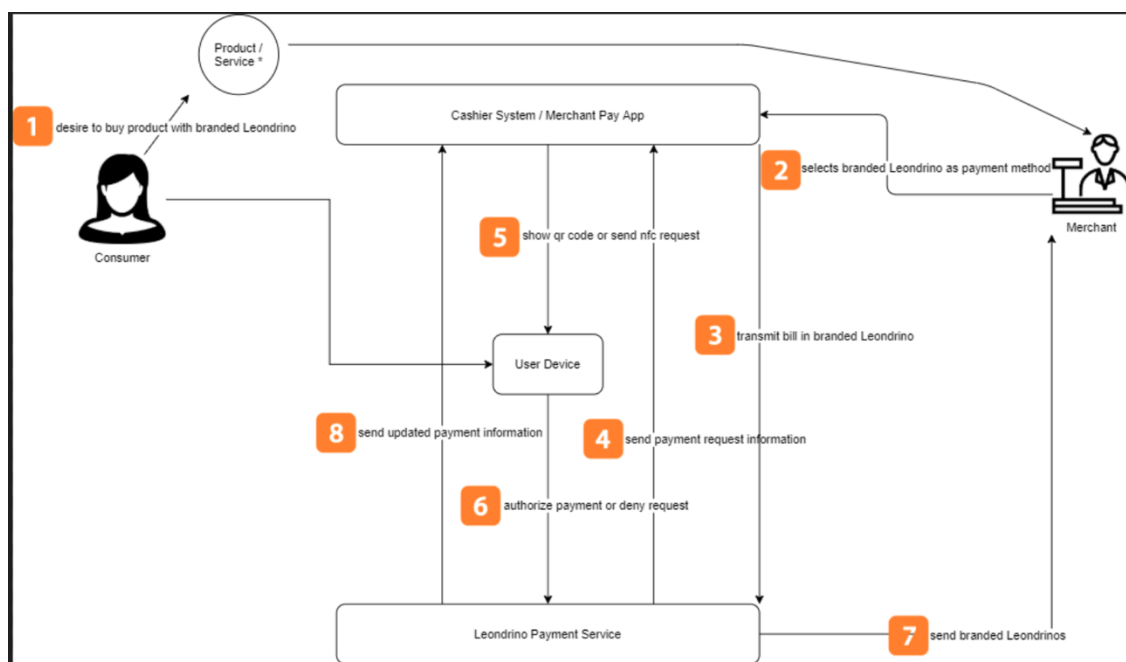 Product /
Service *
1 desire to buy product with branded Leondrino
Cashier System / Merchant Pay App
2 selects branded Leondrino as payment method
Merchant
Consumer
5 show qr code or send nfc request
3 transmit bill in branded Leondrino
User Device
8 send updated payment information
4 send payment request information
6 authorize payment or deny request
Leondrino Payment Service
7 send branded Leondrinos